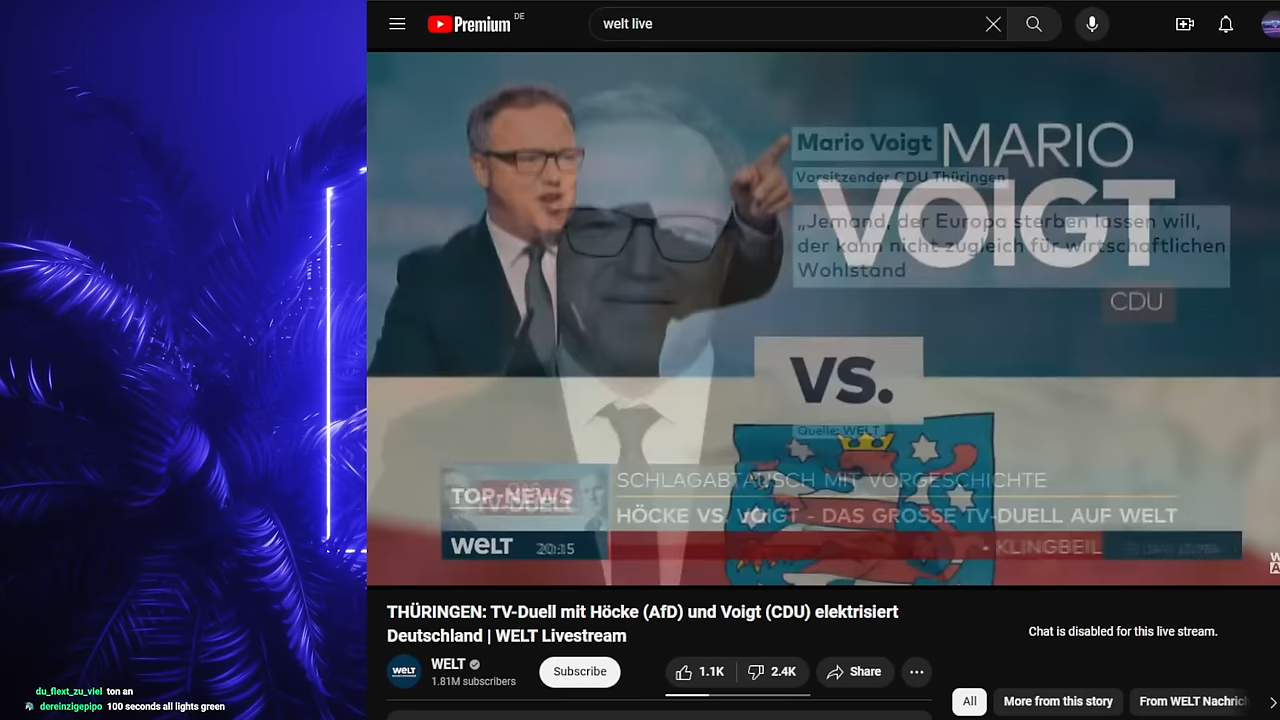 Premium DE
welt live
Mario Voigt
MARIO
Vorsitzender CDU Thüringen
VOIGT
„Jemand, der Europa sterben lassen will,
der kann nicht zugleich für wirtschaftlichen
Wohlstand
CDU
VS.
Quelle: WELT
SCHLAGABTAUSCH MIT VORGESCHICHTE
TOP-NEWS
TV-DUELL
HÖCKE VS. VOIGT - DAS GROSSE TV-DUELL AUF WELT
WELT 20:15
- KLINGBEIL
THÜRINGEN: TV-Duell mit Höcke (AfD) und Voigt (CDU) elektrisiert
Deutschland | WELT Livestream
Chat is disabled for this live stream.
WELT
WELT
1.81M subscribers
Subscribe
1.1K
2.4K
Share
du_flext_zu_viel ton an
dereinzigepipo 100 seconds all lights green
All
More from this story
From WELT Nachric